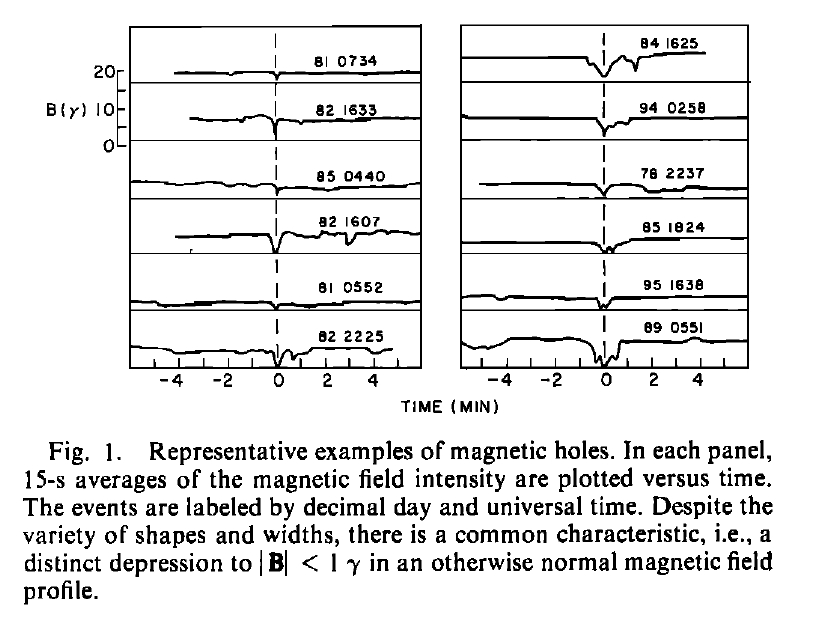 81 0734
82 1633
85 0440
82 1607
81 0552
82 2225
20
B(γ) 10
0
-4 -2 0 2 4
84 1625
94 0258
78 2237
85 1824
95 1638
89 0551
-4 -2 0 2 4
TIME (MIN)
Fig. 1. Representative examples of magnetic holes. In each panel,
15-s averages of the magnetic field intensity are plotted versus time.
The events are labeled by decimal day and universal time. Despite the
variety of shapes and widths, there is a common characteristic, i.e., a
distinct depression to |B| < 1 γ in an otherwise normal magnetic field
profile.